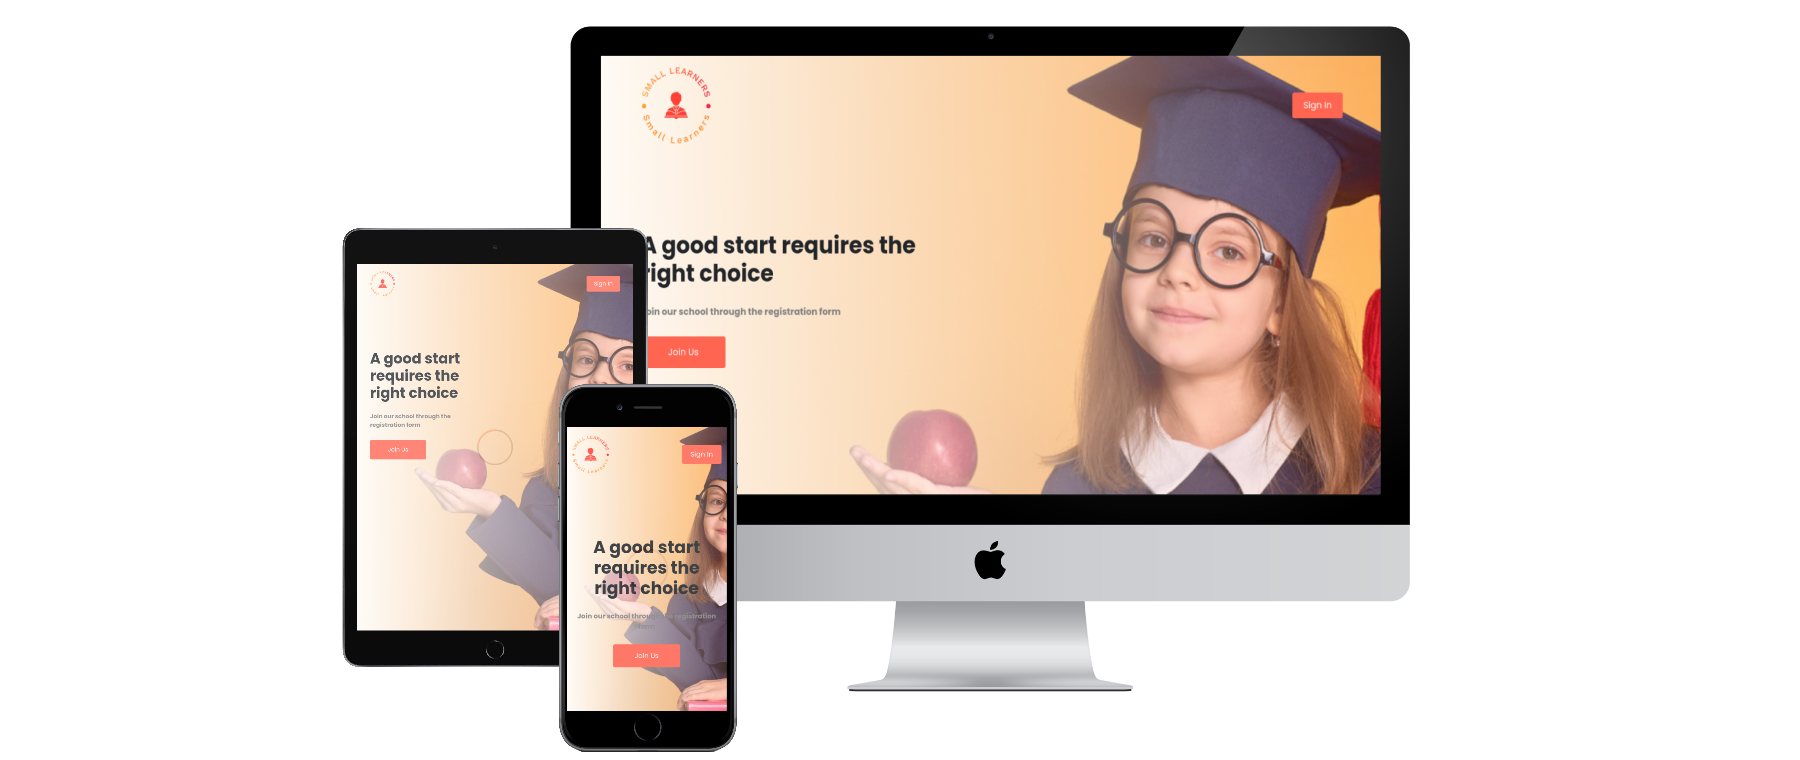 SMALL LEARNERS
Small Learners
Sign In
A good start requires the
right choice
Join our school through the registration form
Join Us
Sign In
A good start
requires the
right choice
Join our school through the
registration form
Join Us
SMALL LEARNERS
Small Learners
Sign In
A good start
requires the
right choice
Join our school through the registration
Join Us